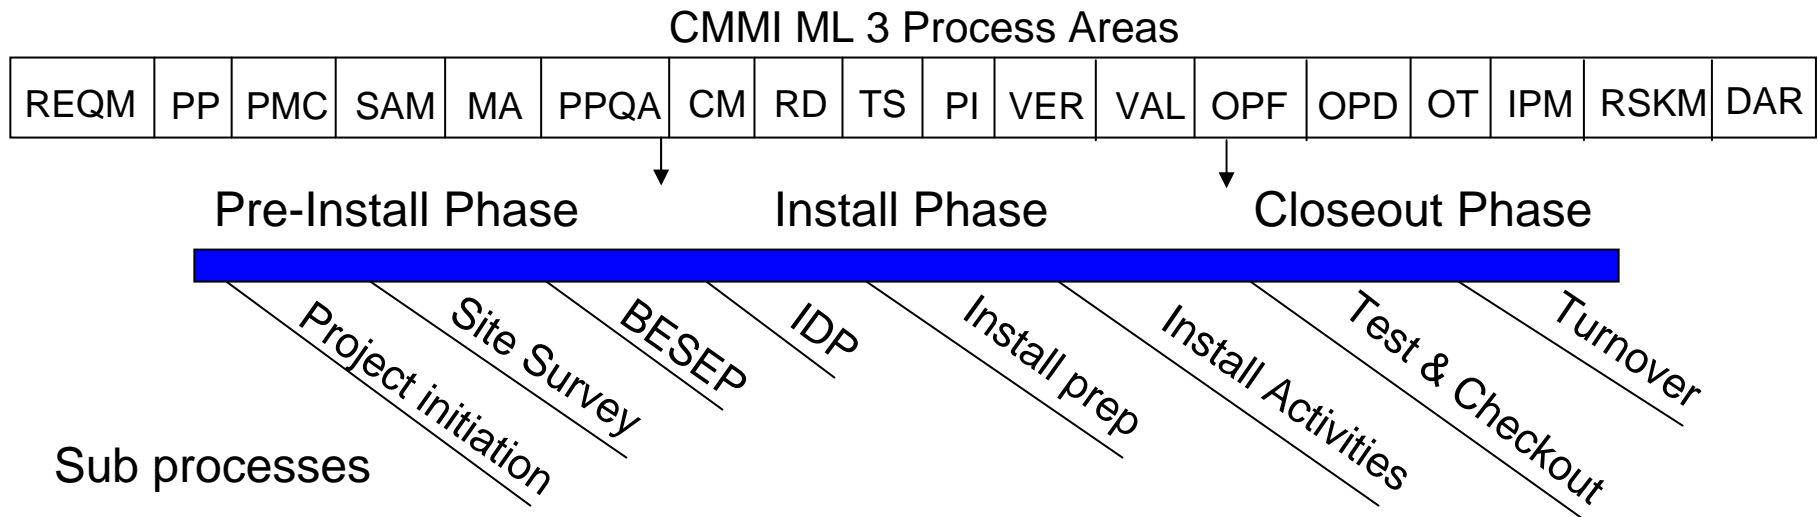 CMMI ML 3 Process Areas
REQM PP PMC SAM MA PPQA CM RD TS PI VER VAL OPF OPD OT IPM RSKM DAR
Pre-Install Phase Install Phase Closeout Phase
Project initiation
Site Survey
BESEP
IDP
Install prep
Install Activities
Test & Checkout
Turnover
Sub processes